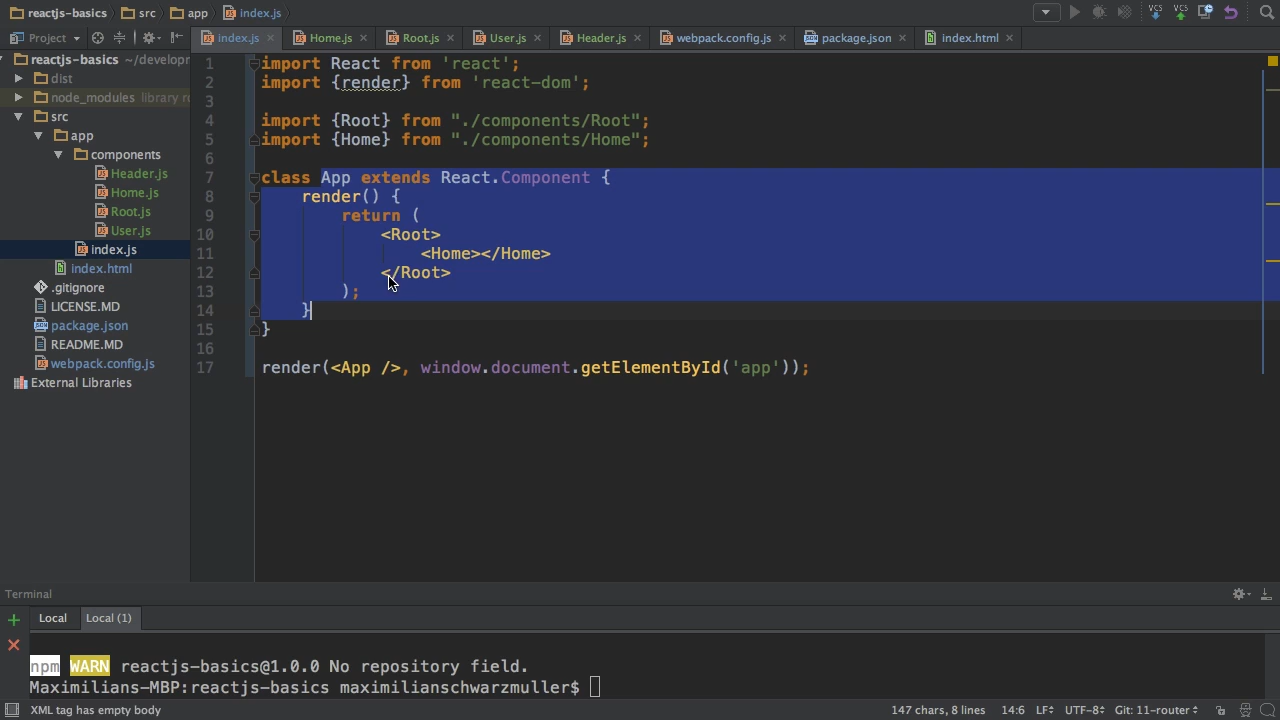 reactjs-basics src app index.js
Project
index.js Home.js Root.js User.js Header.js webpack.config.js package.json index.html
reactjs-basics ~/developm
dist
node_modules library ro
src
app
components
Header.js
Home.js
Root.js
User.js
index.js
index.html
.gitignore
LICENSE.MD
package.json
README.MD
webpack.config.js
External Libraries
1 import React from 'react';
2 import {render} from 'react-dom';
3
4 import {Root} from "./components/Root";
5 import {Home} from "./components/Home";
6
7 class App extends React.Component {
8 render() {
9 return (
10 <Root>
11 <Home></Home>
12 </Root>
13 );
14 }
15 }
16
17 render(<App />, window.document.getElementById('app'));
VCS VCS
Terminal
Local Local (1)
npm WARN reactjs-basics@1.0.0 No repository field.
Maximilians-MBP:reactjs-basics maximilianschwarzmuller$
XML tag has empty body 147 chars, 8 lines 14:6 LF UTF-8 Git: 11-router